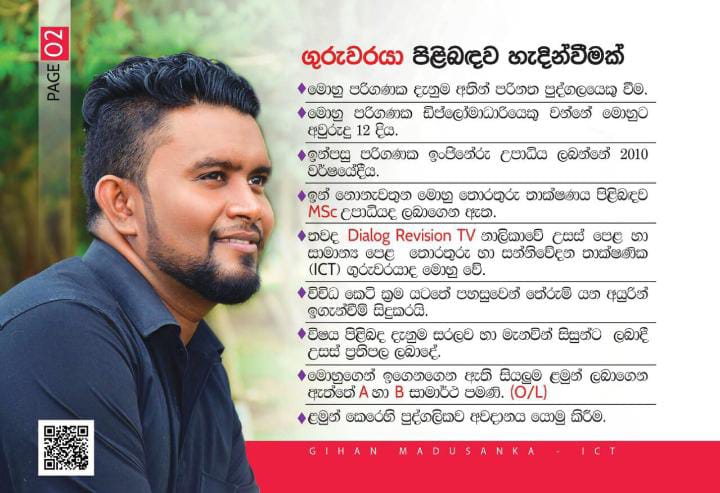 PAGE 02
ගුරුවරයා පිළිබඳව හැදින්වීමක්
මොහු පරිගණක දැනුම අතින් පරිනත පුද්ගලයෙකු වීම.
මොහු පරිගණක ඩිප්ලෝමාධාරියෙකු වන්නේ මොහුට
අවුරුදු 12 දිය.
ඉන්පසු පරිගණක ඉංජිනේරු උපාධිය ලබන්නේ 2010
වර්ෂයේදීය.
ඉන් නොනැවතුන මොහු තොරතුරු තාක්ෂණය පිළිබඳව
MSc උපාධියද ලබාගෙන ඇත.
තවද Dialog Revision TV නාලිකාවේ උසස් පෙළ හා
සාමාන්‍ය පෙළ තොරතුරු හා සන්නිවේදන තාක්ෂණික
(ICT) ගුරුවරයාද මොහු වේ.
විවිධ කෙටි ක්‍රම යටතේ පහසුවෙන් තේරුම් යන අයුරින්
ඉගැන්වීම් සිදුකරයි.
විෂය පිළිබඳ දැනුම සරලව හා මැනවින් සිසුන්ට ලබාදී
උසස් ප්‍රතිපල ලබාදේ.
මොහුගෙන් ඉගෙනගෙන ඇති සියලුම ළමුන් ලබාගෙන
ඇත්තේ A හා B සාමාර්ථ පමණි. (O/L)
ළමුන් කෙරෙහි පුද්ගලිකව අවදානය යොමු කිරීම.
GIHAN MADUSANKA - ICT